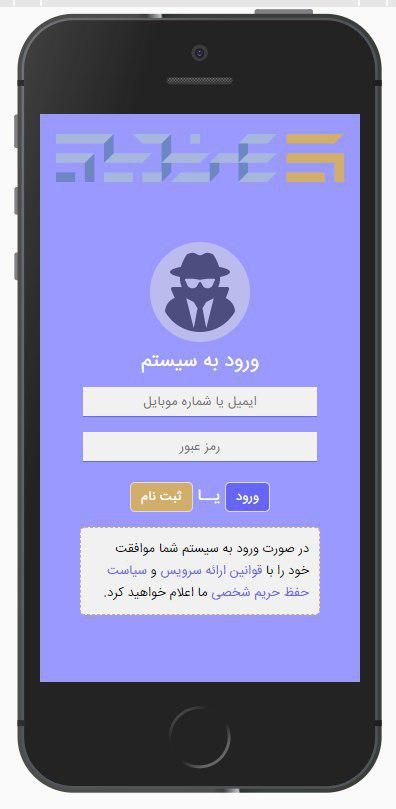 ورود به سیستم
ایمیل یا شماره موبایل
رمز عبور
ورود یــا ثبت نام
در صورت ورود به سیستم شما موافقت
خود را با قوانین ارائه سرویس و سیاست
حفظ حریم شخصی ما اعلام خواهید کرد.